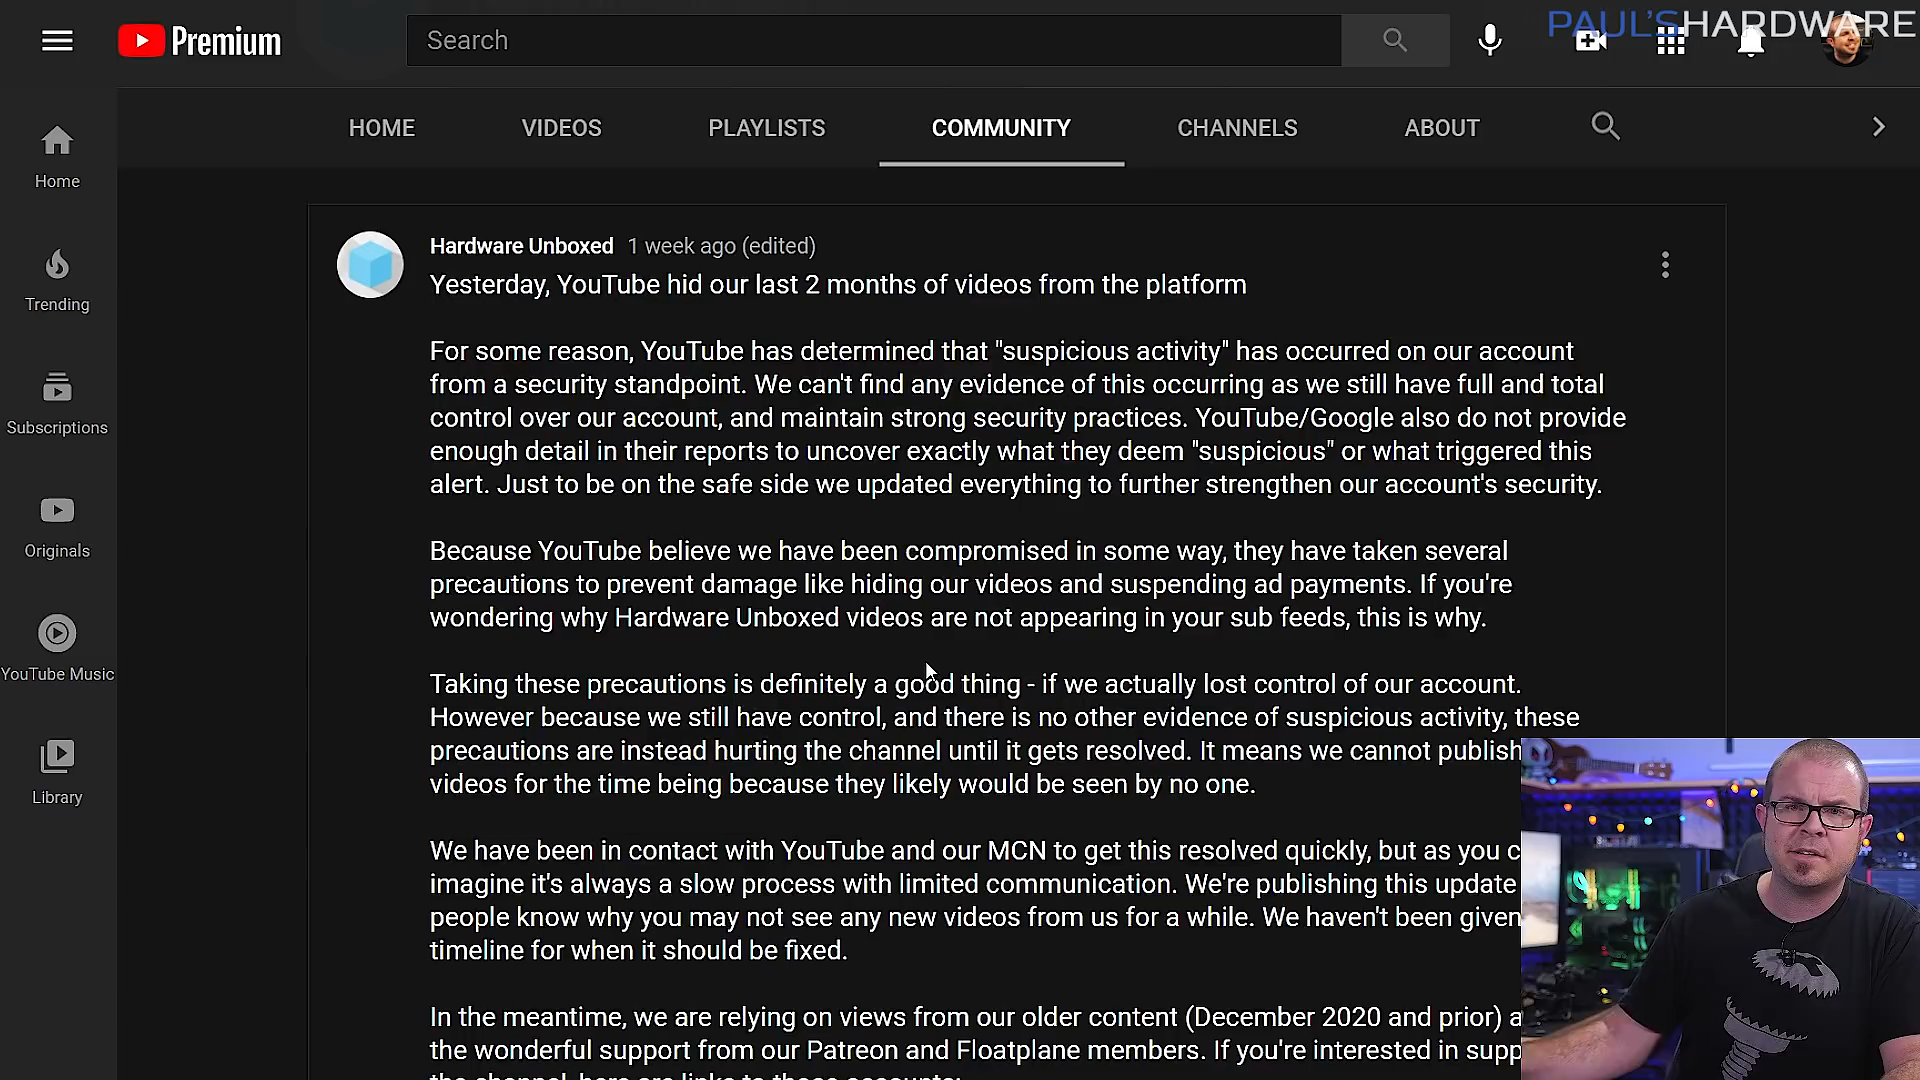 PAUL'SHARDWARE
Premium
Search
HOME
VIDEOS
PLAYLISTS
COMMUNITY
CHANNELS
ABOUT
Home
Trending
Subscriptions
Originals
YouTube Music
Library
Hardware Unboxed 1 week ago (edited)
Yesterday, YouTube hid our last 2 months of videos from the platform
For some reason, YouTube has determined that "suspicious activity" has occurred on our account
from a security standpoint. We can't find any evidence of this occurring as we still have full and total
control over our account, and maintain strong security practices. YouTube/Google also do not provide
enough detail in their reports to uncover exactly what they deem "suspicious" or what triggered this
alert. Just to be on the safe side we updated everything to further strengthen our account's security.
Because YouTube believe we have been compromised in some way, they have taken several
precautions to prevent damage like hiding our videos and suspending ad payments. If you're
wondering why Hardware Unboxed videos are not appearing in your sub feeds, this is why.
Taking these precautions is definitely a good thing - if we actually lost control of our account.
However because we still have control, and there is no other evidence of suspicious activity, these
precautions are instead hurting the channel until it gets resolved. It means we cannot publish
videos for the time being because they likely would be seen by no one.
We have been in contact with YouTube and our MCN to get this resolved quickly, but as you c
imagine it's always a slow process with limited communication. We're publishing this update
people know why you may not see any new videos from us for a while. We haven't been given
timeline for when it should be fixed.
In the meantime, we are relying on views from our older content (December 2020 and prior) a
the wonderful support from our Patreon and Floatplane members. If you're interested in supp
the channel, here are links to those accounts: